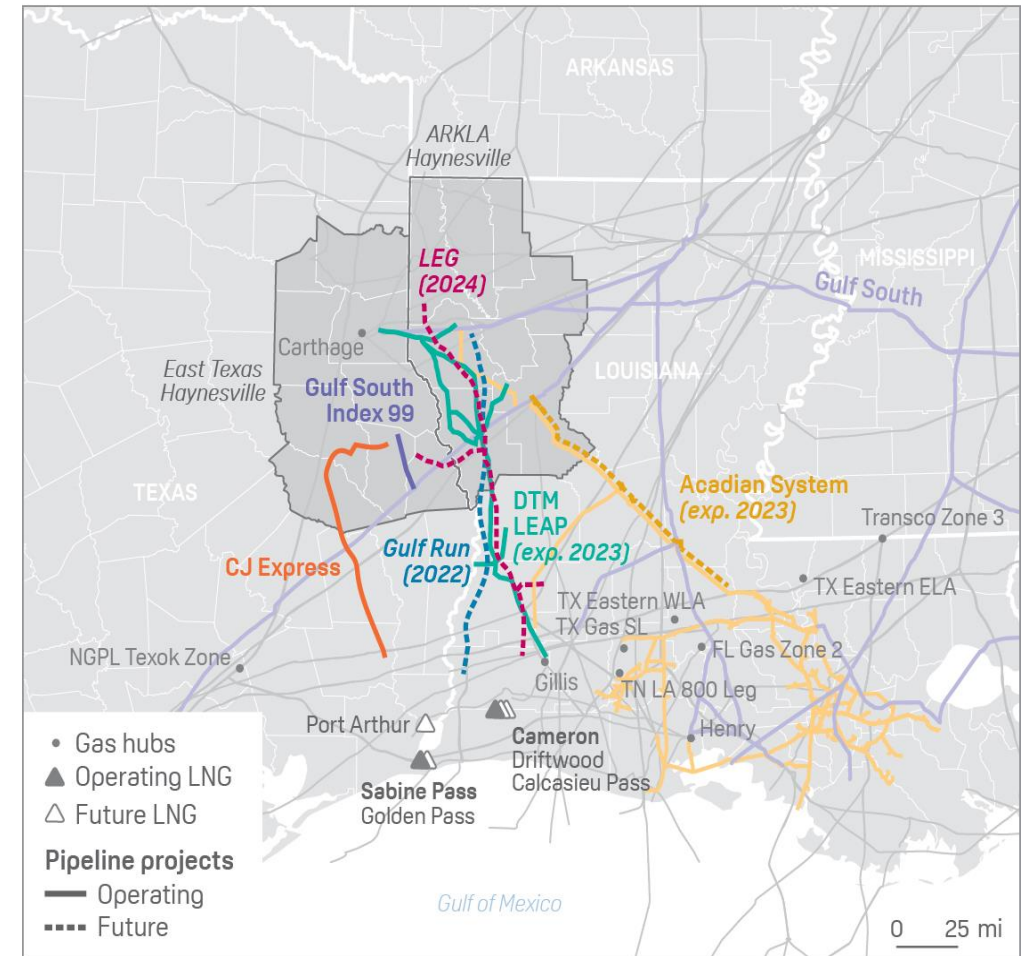 ARKANSAS
ARKLA
Haynesville
MISSISSIPPI
LEG
(2024)
Gulf South
Carthage
East Texas
Haynesville
LOUISIANA
Gulf South
Index 99
TEXAS
DTM
LEAP
(exp. 2023)
Acadian System
(exp. 2023)
Transco Zone 3
Gulf Run
(2022)
CJ Express
TX Eastern ELA
TX Eastern WLA
TX Gas SL
FL Gas Zone 2
NGPL Texok Zone
Gillis
TN LA 800 Leg
Henry
Port Arthur
Cameron
Driftwood
Calcasieu Pass
Sabine Pass
Golden Pass
Gas hubs
Operating LNG
Future LNG
Pipeline projects
Operating
Future
Gulf of Mexico
0 25 mi